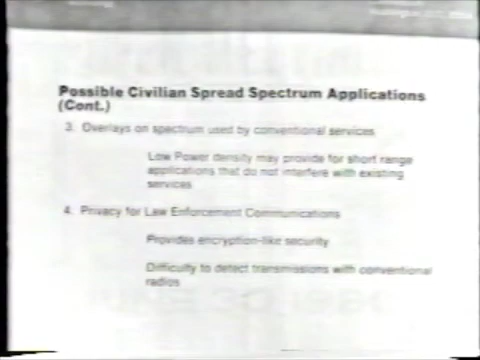 Possible Civilian Spread Spectrum Applications
(Cont.)
3. Overlays on spectrum used by conventional services
Low Power density may provide for short range
applications that do not interfere with existing
services
4. Privacy for Law Enforcement Communications
Provides encryption-like security
Difficulty to detect transmissions with conventional
radios